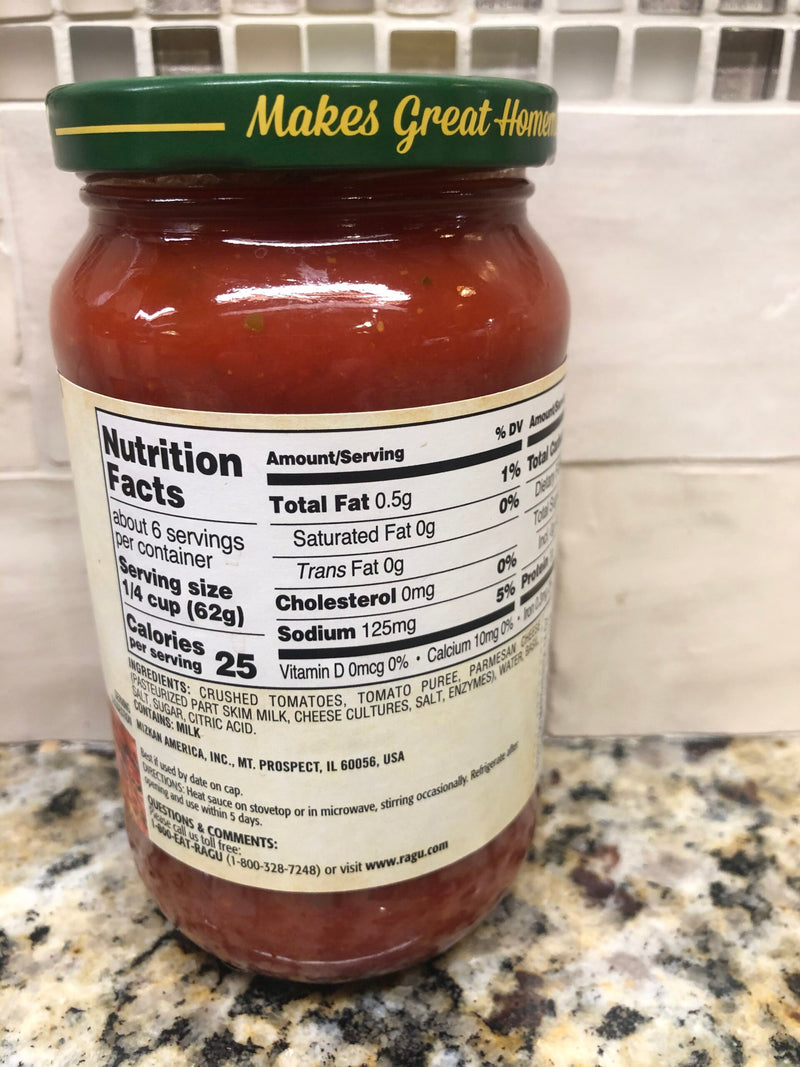 Makes Great
Nutrition
Facts
about 6 servings
per container
Serving size
1/4 cup (62g)
Calories
per serving 25
Amount/Serving % DV
Total Fat 0.5g 1%
Saturated Fat 0g 0%
Trans Fat 0g
Cholesterol 0mg 0%
Sodium 125mg 5%
Vitamin D 0mcg 0% • Calcium 10mg 0% • Iron
Total
Total
Protein
INGREDIENTS: CRUSHED TOMATOES, TOMATO PUREE, PARMESAN CHEESE
(PASTEURIZED PART SKIM MILK, CHEESE CULTURES, SALT, ENZYMES), WATER, BASIL,
SALT, SUGAR, CITRIC ACID.
CONTAINS: MILK
MIZKAN AMERICA, INC., MT. PROSPECT, IL 60056, USA
Best if used by date on cap.
DIRECTIONS: Heat sauce on stovetop or in microwave, stirring occasionally. Refrigerate after
opening and use within 5 days.
QUESTIONS & COMMENTS:
Please call us toll free:
1-800-EAT-RAGU (1-800-328-7248) or visit www.ragu.com